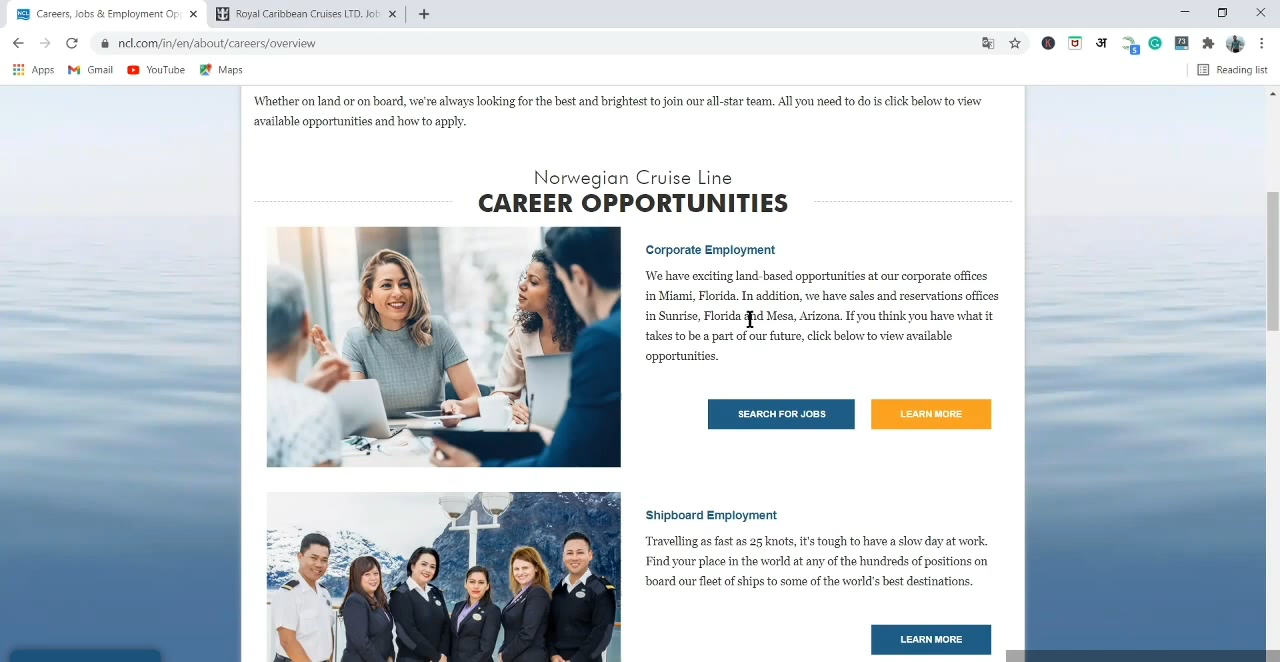 Careers, Jobs & Employment Op
Royal Caribbean Cruises LTD. Job
ncl.com/in/en/about/careers/overview
Apps
Gmail
YouTube
Maps
Reading list
Whether on land or on board, we're always looking for the best and brightest to join our all-star team. All you need to do is click below to view
available opportunities and how to apply.
Norwegian Cruise Line
CAREER OPPORTUNITIES
Corporate Employment
We have exciting land-based opportunities at our corporate offices
in Miami, Florida. In addition, we have sales and reservations offices
in Sunrise, Florida and Mesa, Arizona. If you think you have what it
takes to be a part of our future, click below to view available
opportunities.
SEARCH FOR JOBS
LEARN MORE
Shipboard Employment
Travelling as fast as 25 knots, it's tough to have a slow day at work.
Find your place in the world at any of the hundreds of positions on
board our fleet of ships to some of the world's best destinations.
LEARN MORE